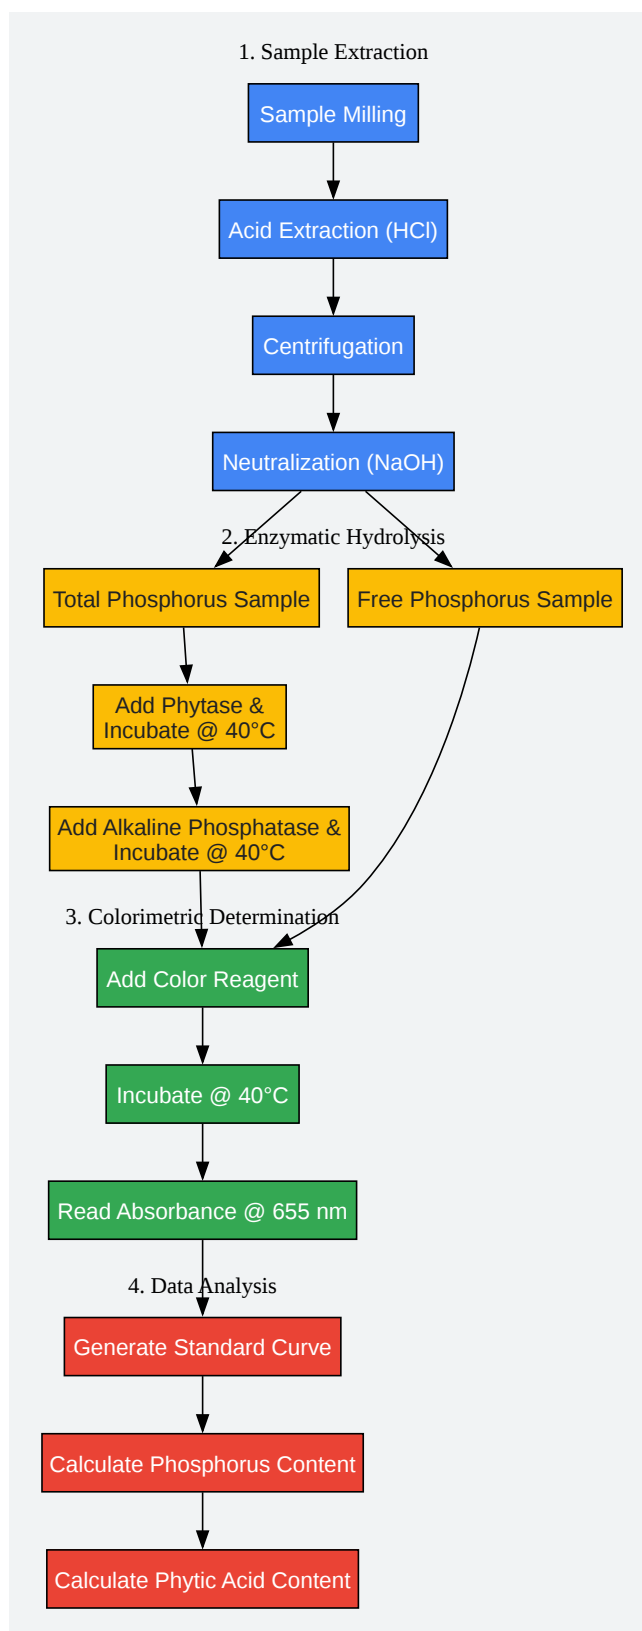 1. Sample Extraction
Sample Milling
Acid Extraction (HCl)
Centrifugation
Neutralization (NaOH)
2. Enzymatic Hydrolysis
Total Phosphorus Sample
Free Phosphorus Sample
Add Phytase &
Incubate @ 40°C
Add Alkaline Phosphatase &
Incubate @ 40°C
3. Colorimetric Determination
Add Color Reagent
Incubate @ 40°C
Read Absorbance @ 655 nm
4. Data Analysis
Generate Standard Curve
Calculate Phosphorus Content
Calculate Phytic Acid Content